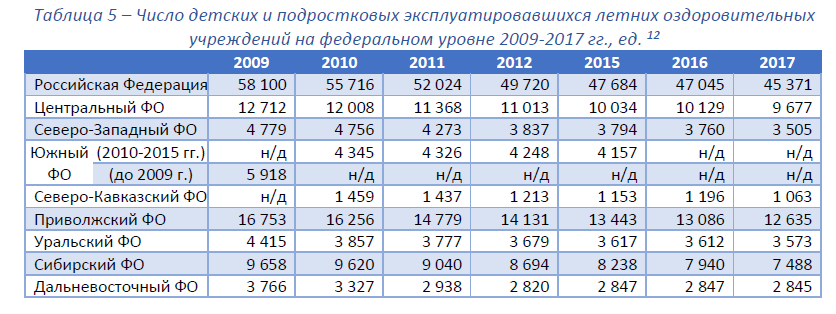 Таблица 5 – Число детских и подростковых эксплуатировавшихся летних оздоровительных
учреждений на федеральном уровне 2009-2017 гг., ед. 12
2009 2010 2011 2012 2015 2016 2017
Российская Федерация 58 100 55 716 52 024 49 720 47 684 47 045 45 371
Центральный ФО 12 712 12 008 11 368 11 013 10 034 10 129 9 677
Северо-Западный ФО 4 779 4 756 4 273 3 837 3 794 3 760 3 505
Южный (2010-2015 гг.) н/д 4 345 4 326 4 248 4 157 н/д н/д
ФО (до 2009 г.) 5 918 н/д н/д н/д н/д н/д н/д
Северо-Кавказский ФО н/д 1 459 1 437 1 213 1 153 1 196 1 063
Приволжский ФО 16 753 16 256 14 779 14 131 13 443 13 086 12 635
Уральский ФО 4 415 3 857 3 777 3 679 3 617 3 612 3 573
Сибирский ФО 9 658 9 620 9 040 8 694 8 238 7 940 7 488
Дальневосточный ФО 3 766 3 327 2 938 2 820 2 847 2 847 2 845